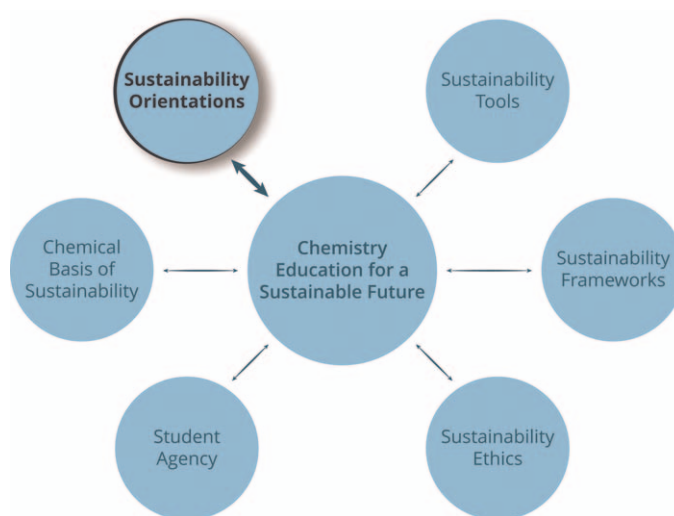 Sustainability
Orientations
Sustainability
Tools
Chemical
Basis of
Sustainability
Chemistry
Education for a
Sustainable Future
Sustainability
Frameworks
Student
Agency
Sustainability
Ethics